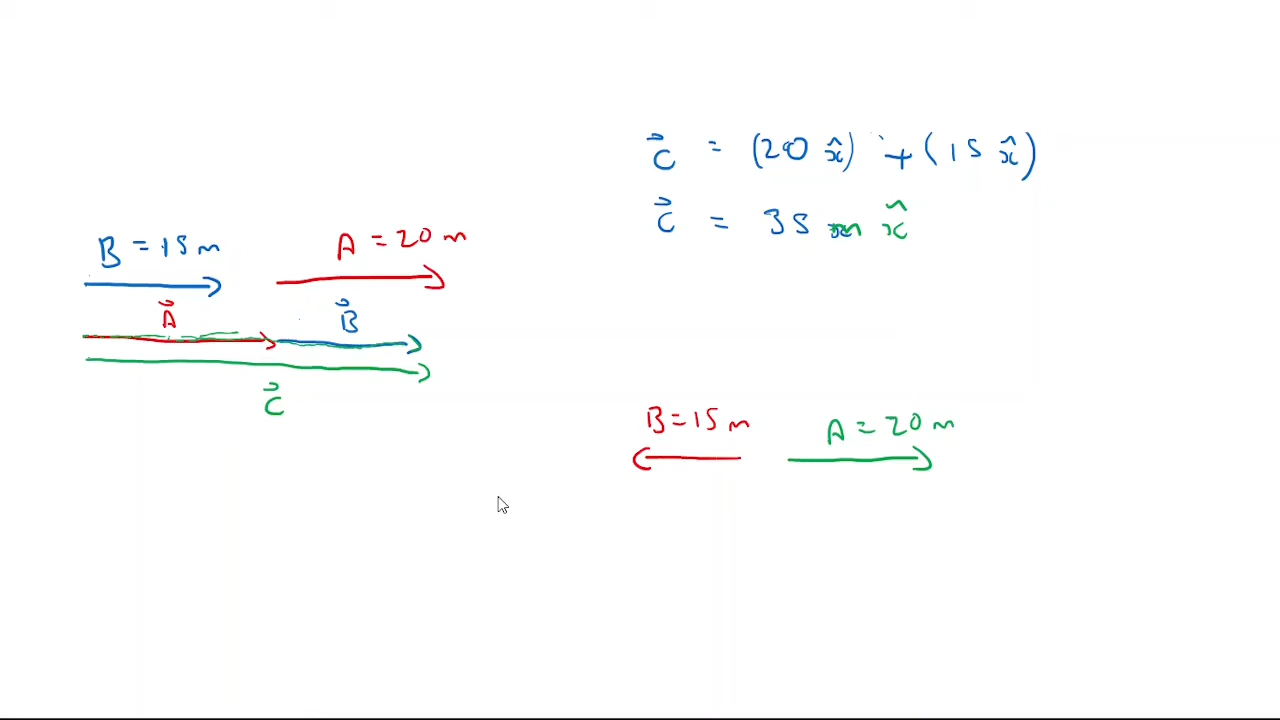 C⃗ = (20 x̂) + (15 x̂)
C⃗ = 35 m x̂
B = 15 m
A = 20 m
A⃗
B⃗
C⃗
B = 15 m
A = 20 m